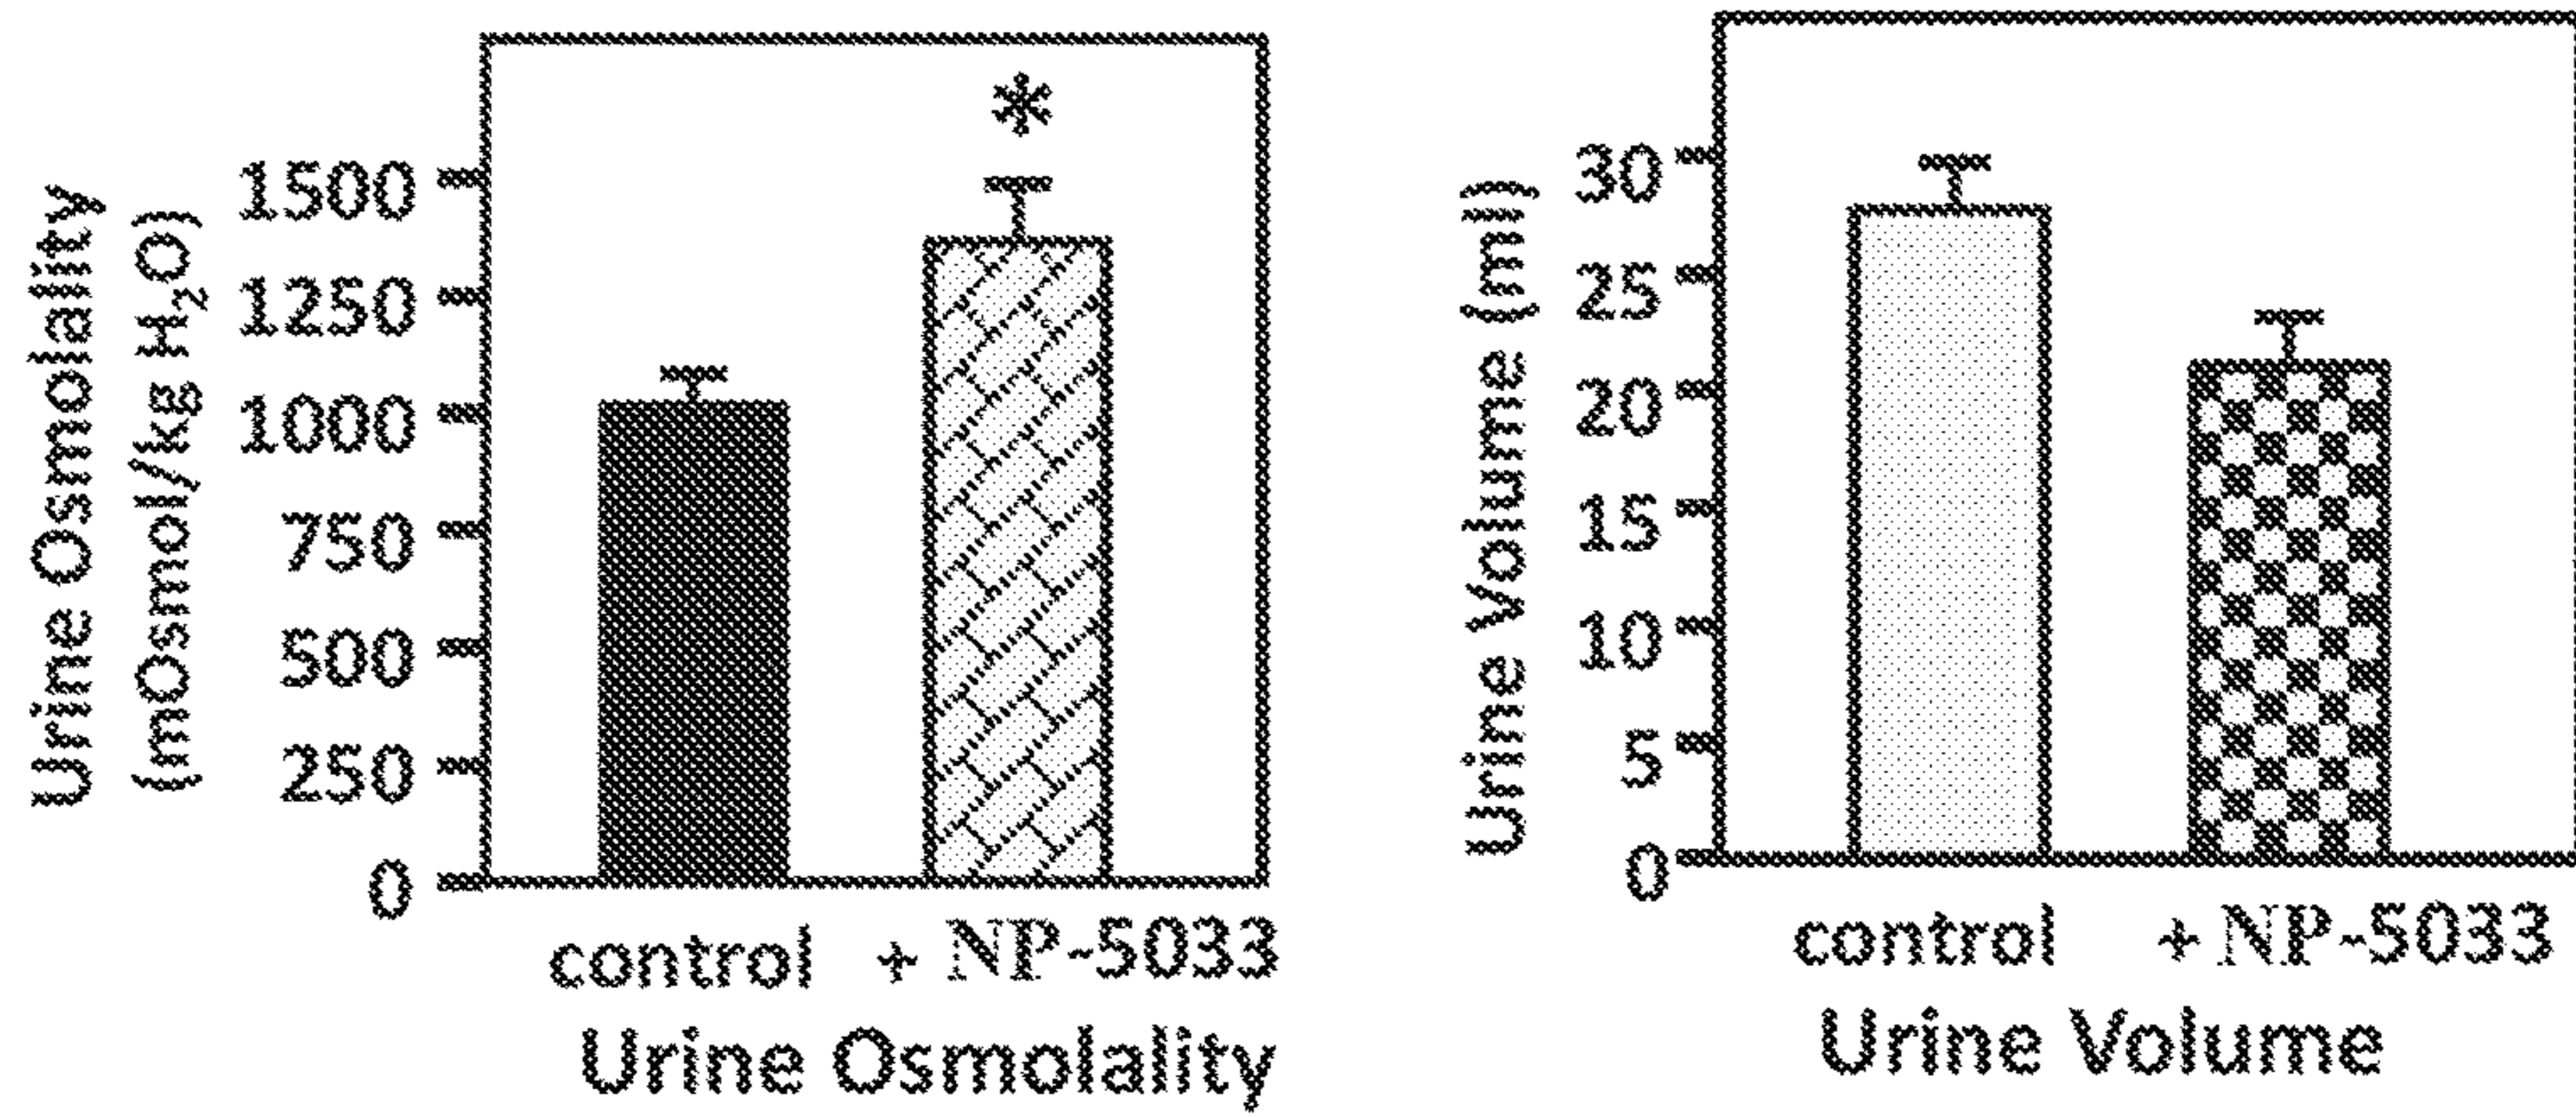 Urine Osmolality
(mOsmol/kg H₂O)
1500
1250
1000
750
500
250
0
*
control + NP-5033
Urine Osmolality
Urine Volume (ml)
30
25
20
15
10
5
0
control + NP-5033
Urine Volume